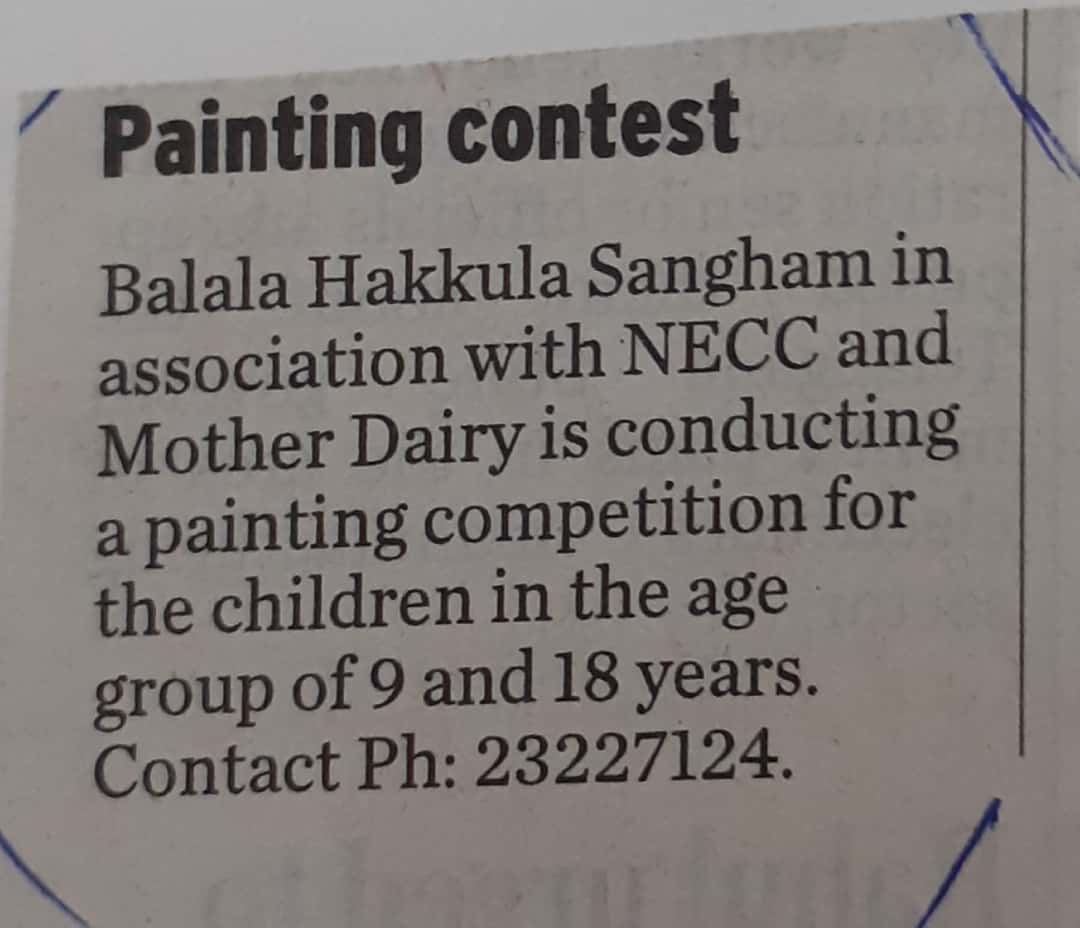 Painting contest
Balala Hakkula Sangham in
association with NECC and
Mother Dairy is conducting
a painting competition for
the children in the age
group of 9 and 18 years.
Contact Ph: 23227124.